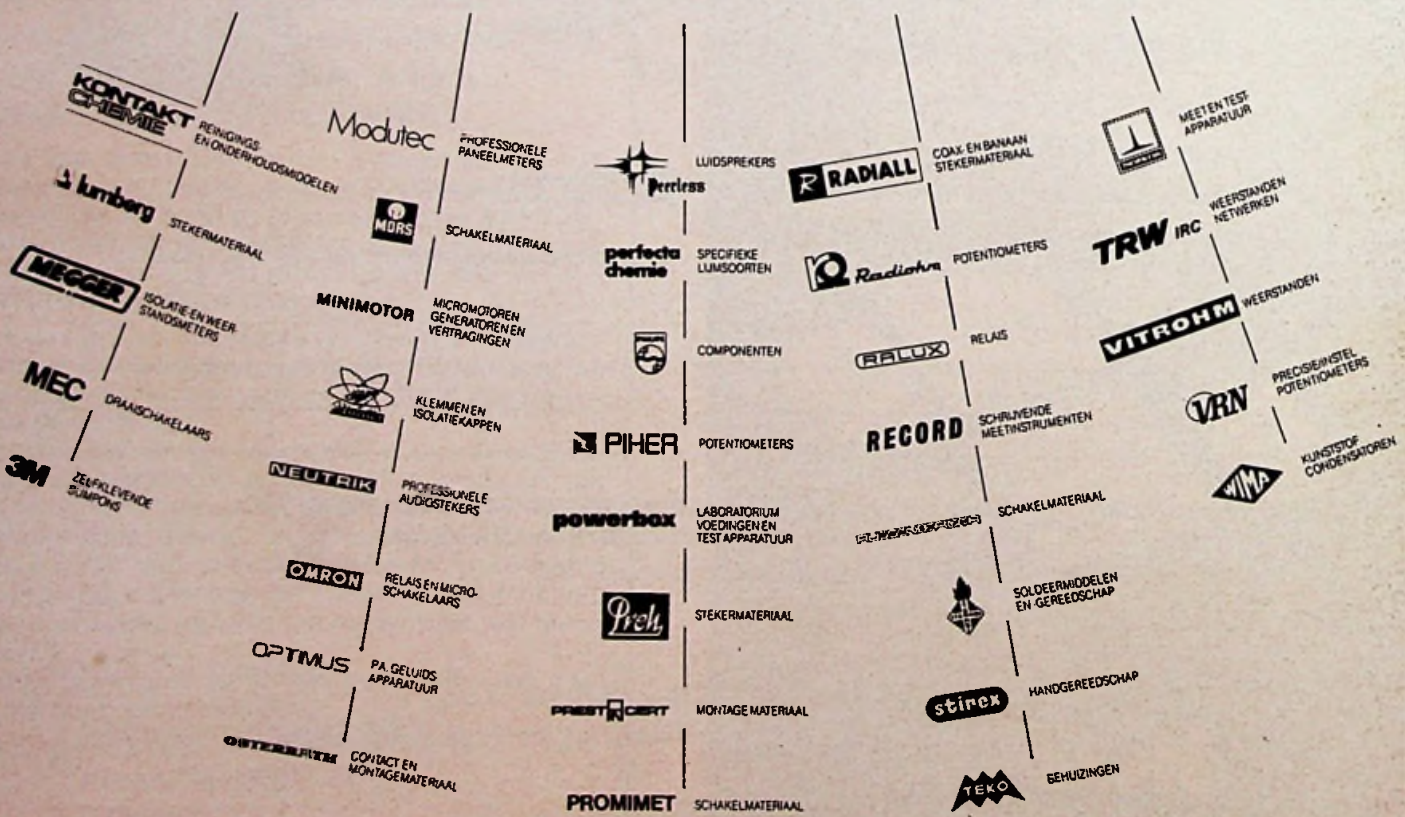 KONTAKT
CHEMIE
REINIGINGS
EN ONDERHOUDSMIDDELEN
lumberg
STEKERMATERIAAL
MEGGER
ISOLATIE-EN WEER-
STANDSMETERS
MEC
DRAAISCHAKELAARS
3M
ZELFKLEVENDE
BUMPONS
Modutec
PROFESSIONELE
PANEELMETERS
MORS
SCHAKELMATERIAAL
MINIMOTOR
MICROMOTOREN
GENERATOREN EN
VERTRAGINGEN
KLEMMEN EN
ISOLATIEKAPPEN
NEUTRIK
PROFESSIONELE
AUDIOSTEKERS
OMRON
RELAIS EN MICRO-
SCHAKELAARS
OPTIMUS
P.A. GELUIDS
APPARATUUR
OSTERRATH
CONTACT EN
MONTAGEMATERIAAL
Peerless
LUIDSPREKERS
perfecta
chemie
SPECIFIEKE
LIJMSOORTEN
PHILIPS
COMPONENTEN
PIHER
POTENTIOMETERS
powerbox
LABORATORIUM
VOEDINGEN EN
TEST APPARATUUR
Preh
STEKERMATERIAAL
PRESTINCERT
MONTAGE MATERIAAL
PROMIMET
SCHAKELMATERIAAL
R RADIALL
COAX- EN BANAAN
STEKERMATERIAAL
Radiohm
POTENTIOMETERS
RALUX
RELAIS
RECORD
SCHRIJVENDE
MEETINSTRUMENTEN
SCHAKELMATERIAAL
SOLDEERMIDDELEN
EN -GEREEDSCHAP
stirex
HANDGEREEDSCHAP
TEKO
BEHUIZINGEN
MEET EN TEST-
APPARATUUR
TRW IRC
WEERSTANDEN
NETWERKEN
VITROHM
WEERSTANDEN
VRN
PRECISIE/INSTEL
POTENTIOMETERS
WIMA
KUNSTSTOF
CONDENSATOREN